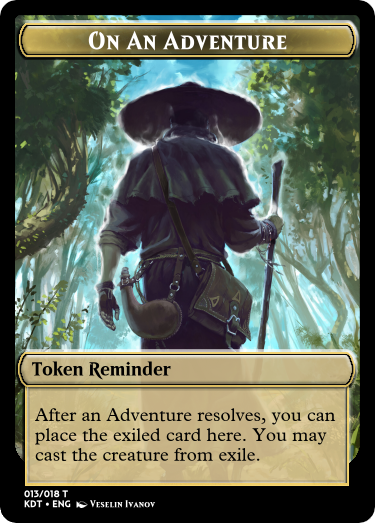 On An Adventure
Token Reminder
After an Adventure resolves, you can
place the exiled card here. You may
cast the creature from exile.
013/018 T
KDT • ENG Veselin Ivanov